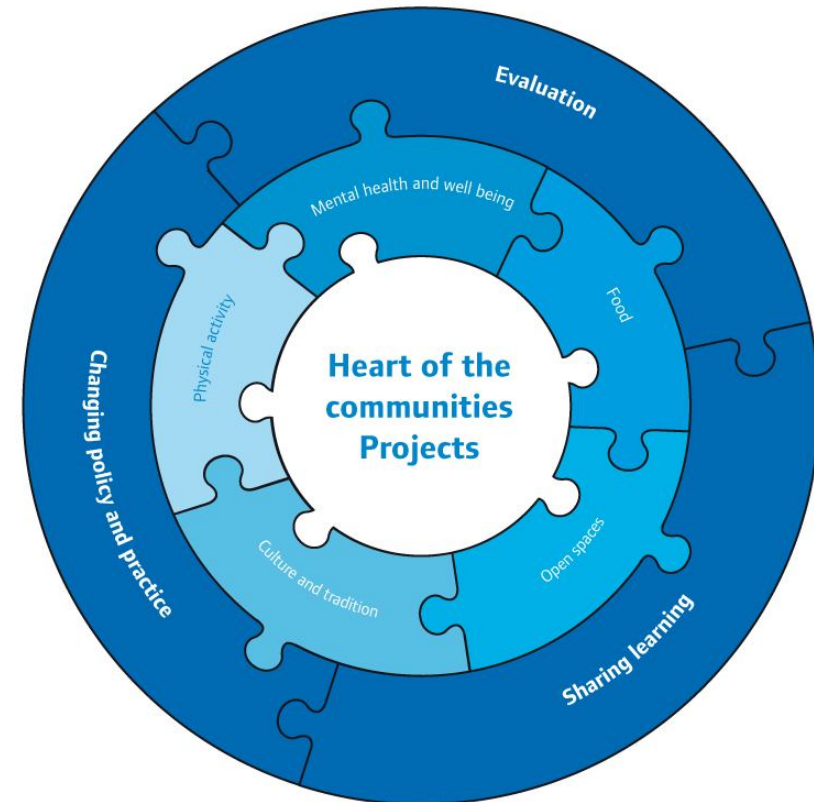 Evaluation
Mental health and well being
Food
Physical activity
Heart of the
communities
Projects
Changing policy and practice
Open spaces
Culture and tradition
Sharing learning